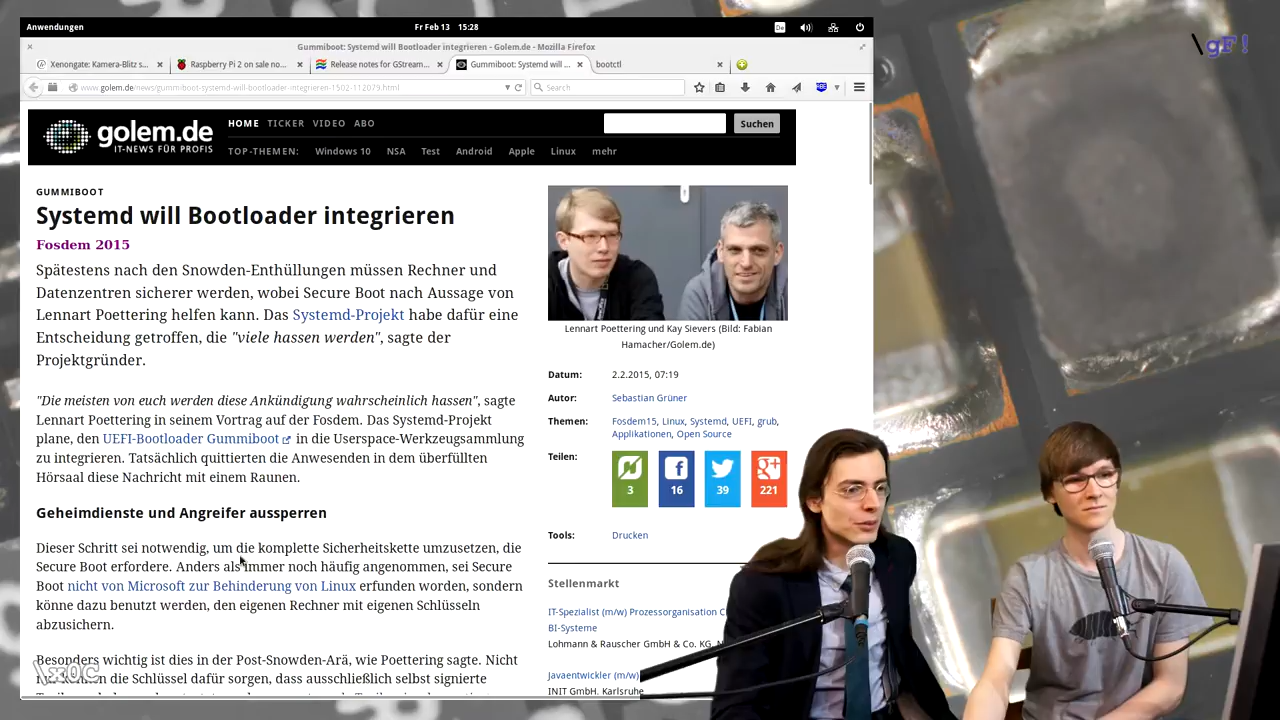 Anwendungen
Fr Feb 13 15:28
De
Gummiboot: Systemd will Bootloader integrieren - Golem.de - Mozilla Firefox
Xenongate: Kamera-Blitz s...
Raspberry Pi 2 on sale no...
Release notes for GStream...
Gummiboot: Systemd will ...
bootctl
www.golem.de/news/gummiboot-systemd-will-bootloader-integrieren-1502-112079.html
Search
ABP
\gF!
golem.de
IT-NEWS FÜR PROFIS
HOME TICKER VIDEO ABO
Suchen
TOP-THEMEN: Windows 10 NSA Test Android Apple Linux mehr
GUMMIBOOT
Systemd will Bootloader integrieren
Fosdem 2015
Spätestens nach den Snowden-Enthüllungen müssen Rechner und
Datenzentren sicherer werden, wobei Secure Boot nach Aussage von
Lennart Poettering helfen kann. Das Systemd-Projekt habe dafür eine
Entscheidung getroffen, die "viele hassen werden", sagte der
Projektgründer.
"Die meisten von euch werden diese Ankündigung wahrscheinlich hassen", sagte
Lennart Poettering in seinem Vortrag auf der Fosdem. Das Systemd-Projekt
plane, den UEFI-Bootloader Gummiboot in die Userspace-Werkzeugsammlung
zu integrieren. Tatsächlich quittierten die Anwesenden in dem überfüllten
Hörsaal diese Nachricht mit einem Raunen.
Geheimdienste und Angreifer aussperren
Dieser Schritt sei notwendig, um die komplette Sicherheitskette umzusetzen, die
Secure Boot erfordere. Anders als immer noch häufig angenommen, sei Secure
Boot nicht von Microsoft zur Behinderung von Linux erfunden worden, sondern
könne dazu benutzt werden, den eigenen Rechner mit eigenen Schlüsseln
abzusichern.
Besonders wichtig ist dies in der Post-Snowden-Ära, wie Poettering sagte. Nicht
die Schlüssel dafür sorgen, dass ausschließlich selbst signierte
\x0C
Lennart Poettering und Kay Sievers (Bild: Fabian
Hamacher/Golem.de)
Datum: 2.2.2015, 07:19
Autor: Sebastian Grüner
Themen: Fosdem15, Linux, Systemd, UEFI, grub,
Applikationen, Open Source
Teilen:
3 16 39 221
Tools: Drucken
Stellenmarkt
IT-Spezialist (m/w) Prozessorganisation
BI-Systeme
Lohmann & Rauscher GmbH & Co. KG,
Javaentwickler (m/w)
INIT GmbH, Karlsruhe